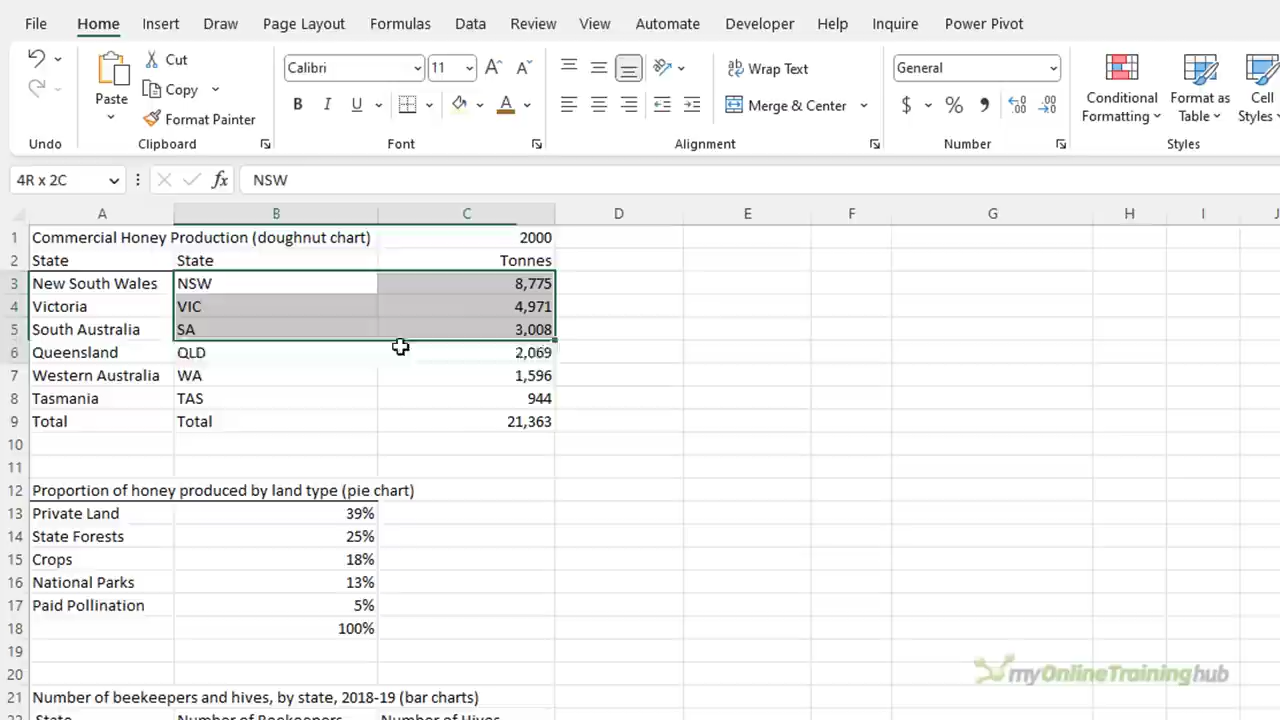 File Home Insert Draw Page Layout Formulas Data Review View Automate Developer Help Inquire Power Pivot
Cut
Copy
Format Painter
Paste
Calibri 11
B I U
Wrap Text
Merge & Center
General
$ %
Conditional Formatting
Format as Table
Cell Styles
Undo Clipboard Font Alignment Number Styles
4R x 2C fx NSW
A B C D E F G H I J
1 Commercial Honey Production (doughnut chart) 2000
2 State State Tonnes
3 New South Wales NSW 8,775
4 Victoria VIC 4,971
5 South Australia SA 3,008
6 Queensland QLD 2,069
7 Western Australia WA 1,596
8 Tasmania TAS 944
9 Total Total 21,363
10
11
12 Proportion of honey produced by land type (pie chart)
13 Private Land 39%
14 State Forests 25%
15 Crops 18%
16 National Parks 13%
17 Paid Pollination 5%
18 100%
19
20
myOnlineTraininghub
21 Number of beekeepers and hives, by state, 2018-19 (bar charts)
22 State Number of Beekeepers Number of Hives